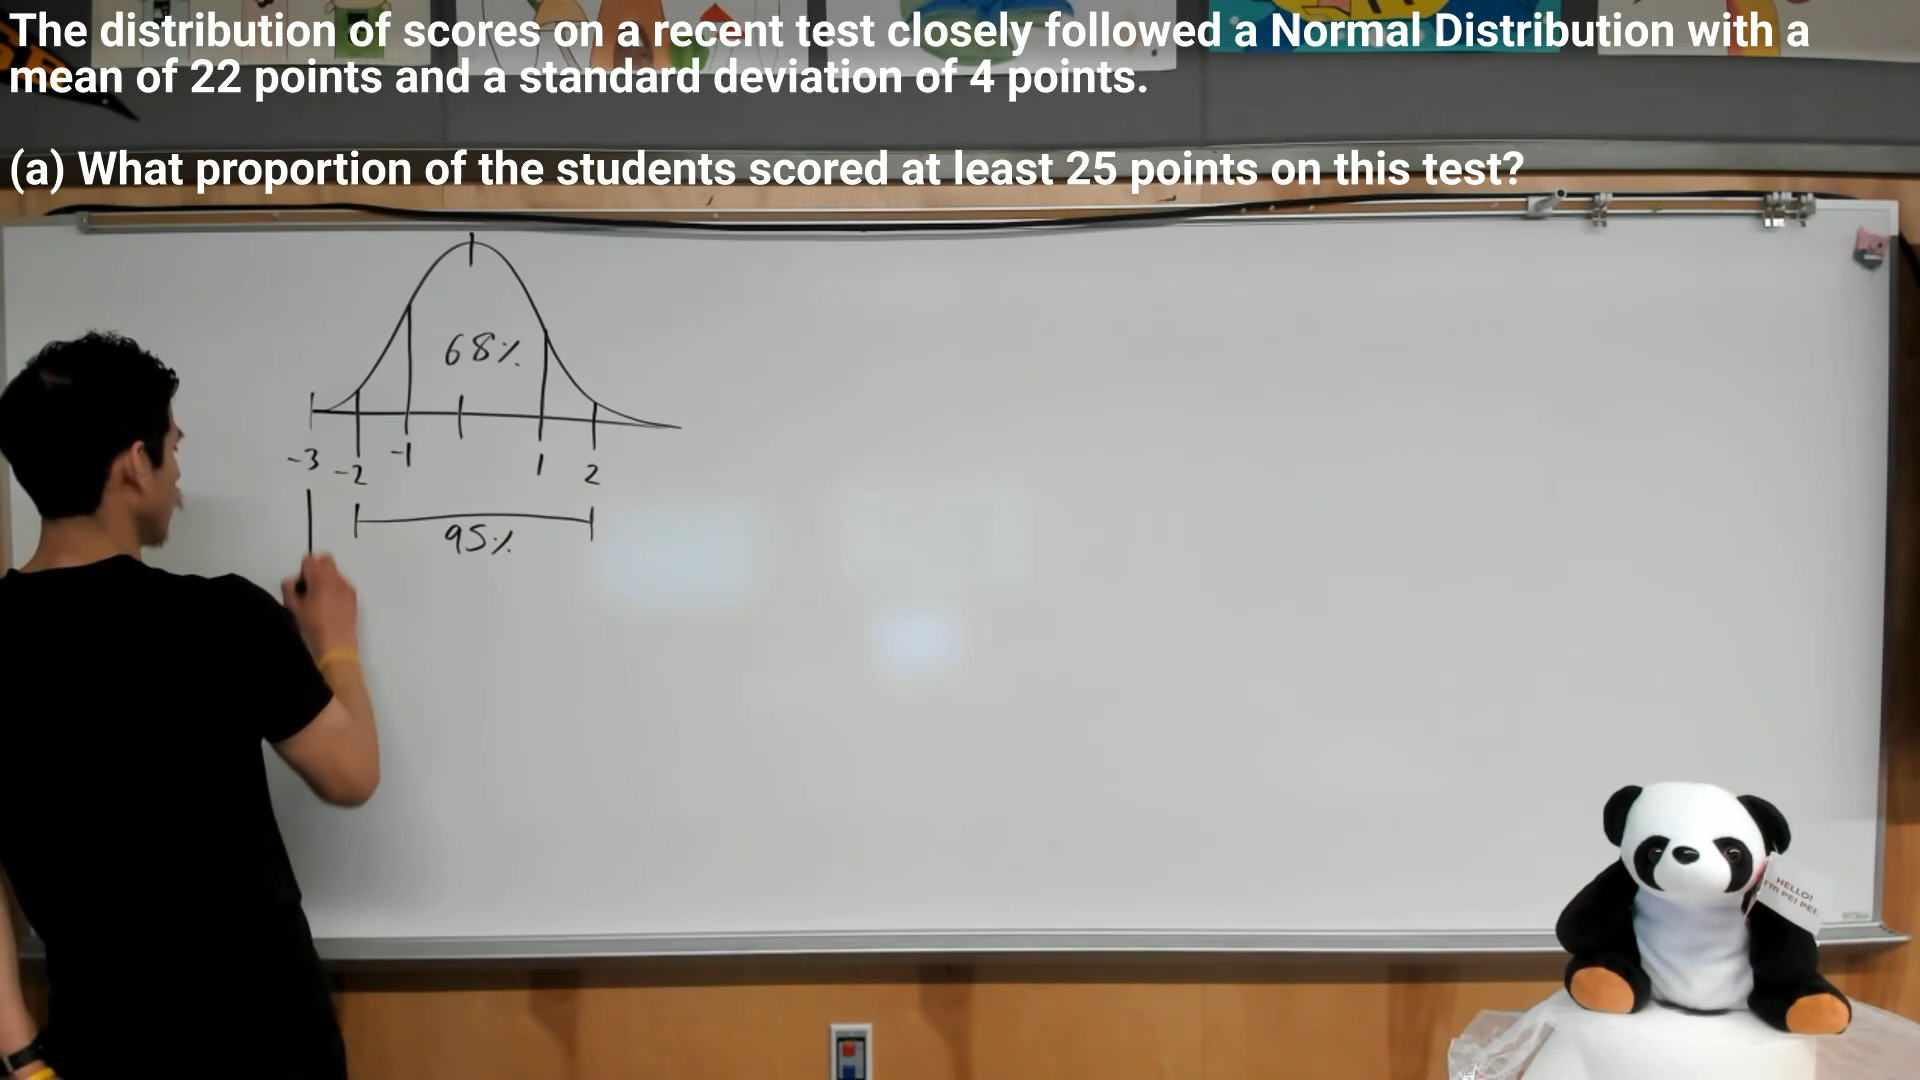 The distribution of scores on a recent test closely followed a Normal Distribution with a
mean of 22 points and a standard deviation of 4 points.
(a) What proportion of the students scored at least 25 points on this test?
68%
-3 -2 -1 1 2
95%
HELLO!
I'M PEI PEI.